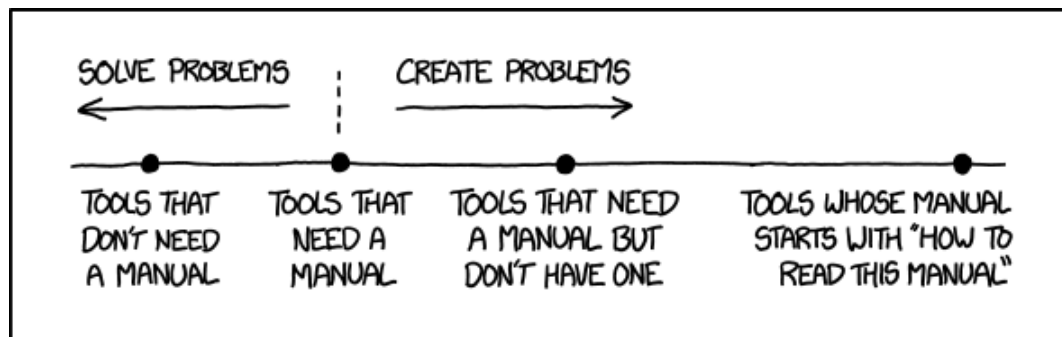 SOLVE PROBLEMS
CREATE PROBLEMS
TOOLS THAT
DON'T NEED
A MANUAL
TOOLS THAT
NEED A
MANUAL
TOOLS THAT NEED
A MANUAL BUT
DON'T HAVE ONE
TOOLS WHOSE MANUAL
STARTS WITH "HOW TO
READ THIS MANUAL"